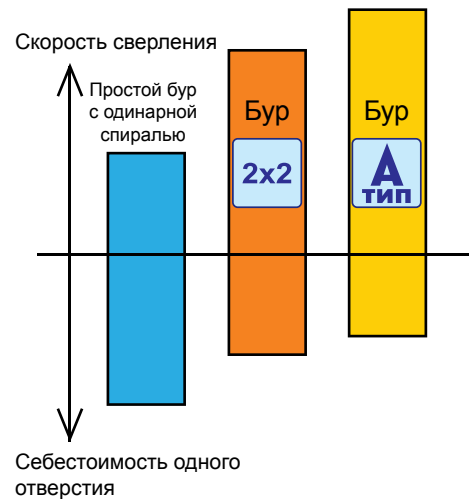 Скорость сверления
Простой бур
с одинарной
спиралью
Бур
2x2
Бур
А
тип
Себестоимость одного
отверстия